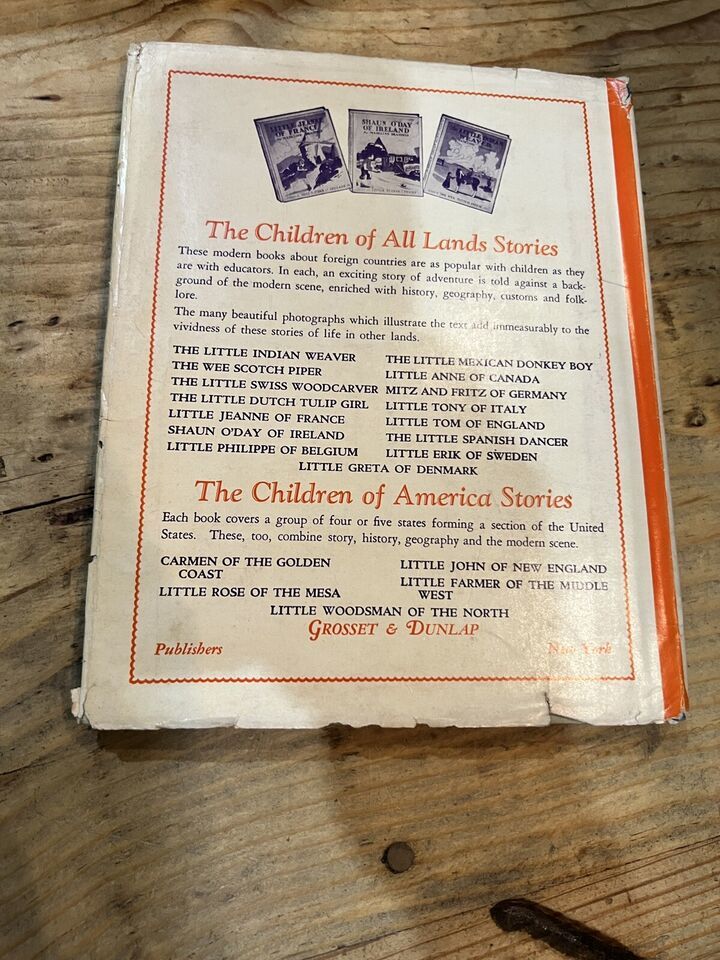 LITTLE JEANNE
OF FRANCE
SHAUN O'DAY
OF IRELAND
The Children of All Lands Stories
These modern books about foreign countries are as popular with children as they
are with educators. In each, an exciting story of adventure is told against a back-
ground of the modern scene, enriched with history, geography, customs and folk-
lore.
The many beautiful photographs which illustrate the text add immeasurably to the
vividness of these stories of life in other lands.
THE LITTLE INDIAN WEAVER
THE WEE SCOTCH PIPER
THE LITTLE SWISS WOODCARVER
THE LITTLE DUTCH TULIP GIRL
LITTLE JEANNE OF FRANCE
SHAUN O'DAY OF IRELAND
LITTLE PHILIPPE OF BELGIUM
THE LITTLE MEXICAN DONKEY BOY
LITTLE ANNE OF CANADA
MITZ AND FRITZ OF GERMANY
LITTLE TONY OF ITALY
LITTLE TOM OF ENGLAND
THE LITTLE SPANISH DANCER
LITTLE ERIK OF SWEDEN
LITTLE GRETA OF DENMARK
The Children of America Stories
Each book covers a group of four or five states forming a section of the United
States. These, too, combine story, history, geography and the modern scene.
CARMEN OF THE GOLDEN
COAST
LITTLE ROSE OF THE MESA
LITTLE JOHN OF NEW ENGLAND
LITTLE FARMER OF THE MIDDLE
WEST
LITTLE WOODSMAN OF THE NORTH
GROSSET & DUNLAP
Publishers
New York